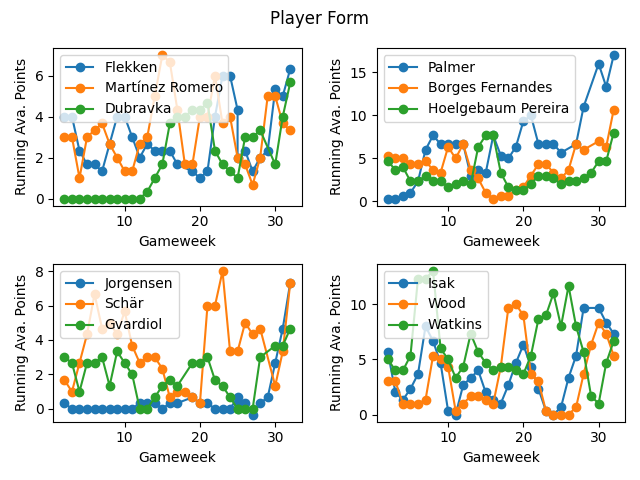 Player Form
Running Ava. Points
6
4
2
0
Flekken
Martínez Romero
Dubravka
10
20
30
Gameweek
Running Ava. Points
15
10
5
0
Palmer
Borges Fernandes
Hoelgebaum Pereira
10
20
30
Gameweek
Running Ava. Points
8
6
4
2
0
Jorgensen
Schär
Gvardiol
10
20
30
Gameweek
Running Ava. Points
10
5
0
Isak
Wood
Watkins
10
20
30
Gameweek